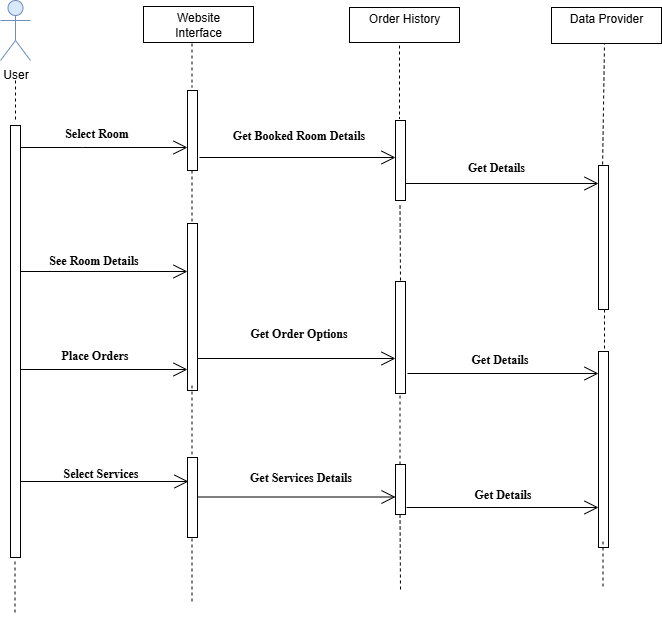 User
Website
Interface
Order History
Data Provider
Select Room
Get Booked Room Details
Get Details
See Room Details
Place Orders
Get Order Options
Get Details
Select Services
Get Services Details
Get Details